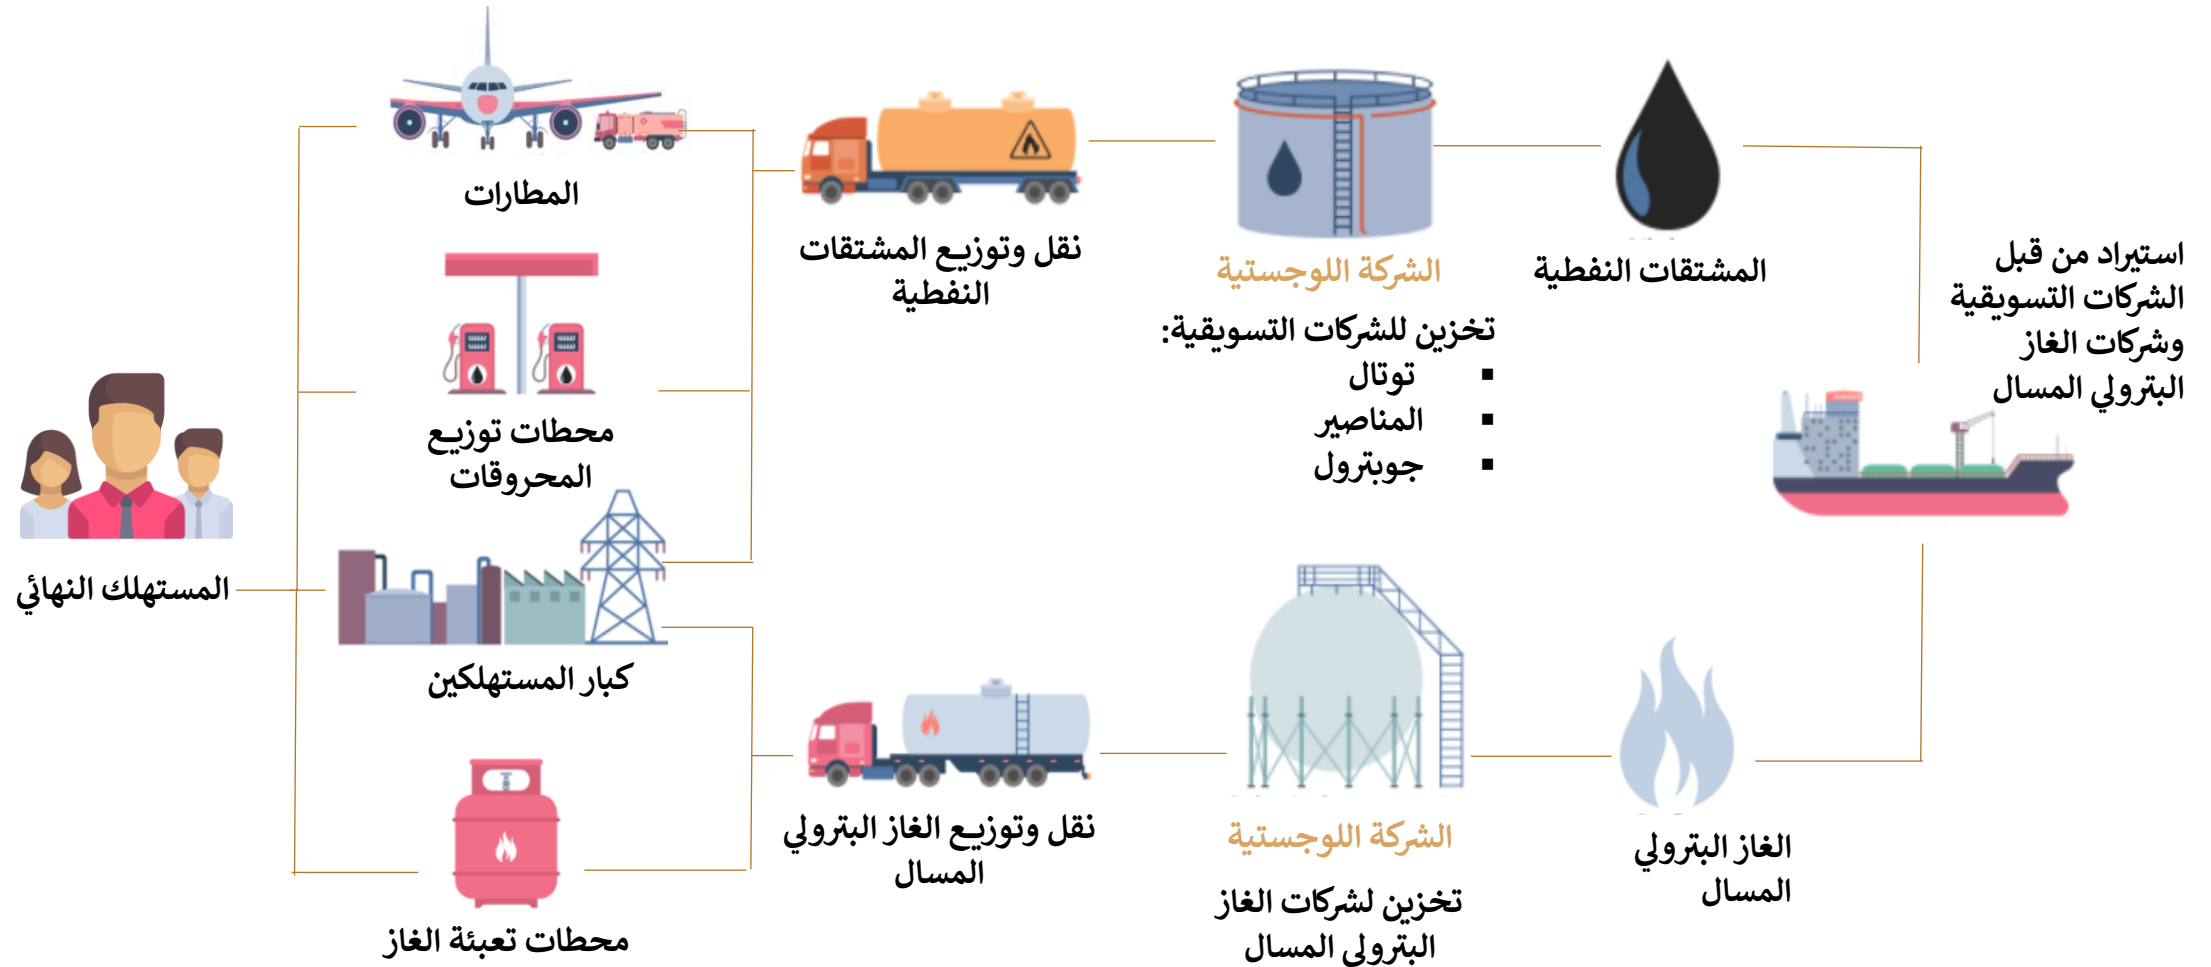 استيراد من قبل
الشركات التسويقية
وشركات الغاز
البترولي المسال
المشتقات النفطية
الشركة اللوجستية
تخزين للشركات التسويقية:
▪ توتال
▪ المناصير
▪ جوبترول
نقل وتوزيع المشتقات
النفطية
المطارات
محطات توزيع
المحروقات
كبار المستهلكين
المستهلك النهائي
الغاز البترولي
المسال
الشركة اللوجستية
تخزين لشركات الغاز
البترولي المسال
نقل وتوزيع الغاز البترولي
المسال
محطات تعبئة الغاز